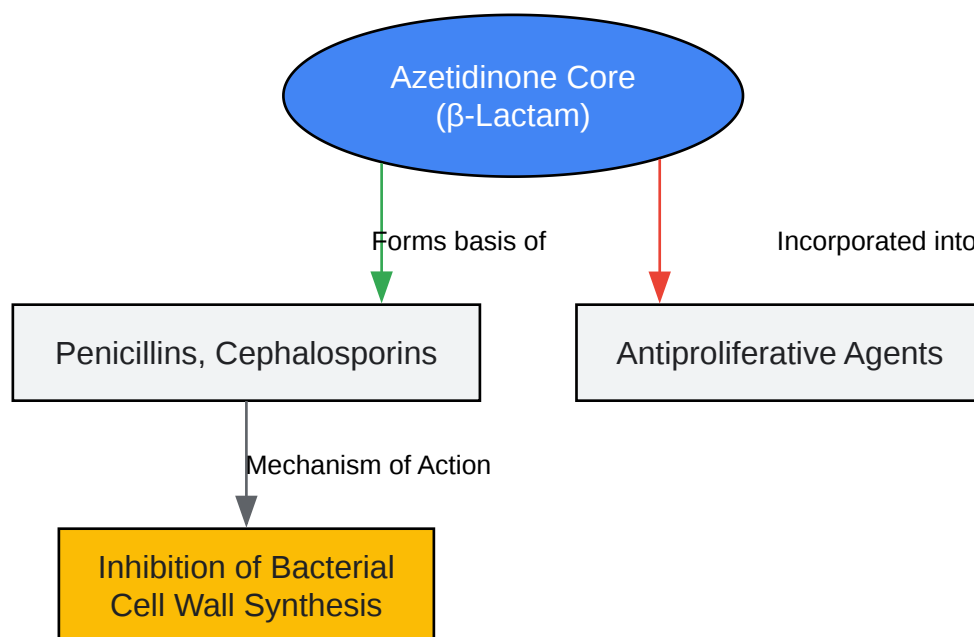 Azetidinone Core
(β-Lactam)
Forms basis of
Incorporated into
Penicillins, Cephalosporins
Antiproliferative Agents
Mechanism of Action
Inhibition of Bacterial
Cell Wall Synthesis